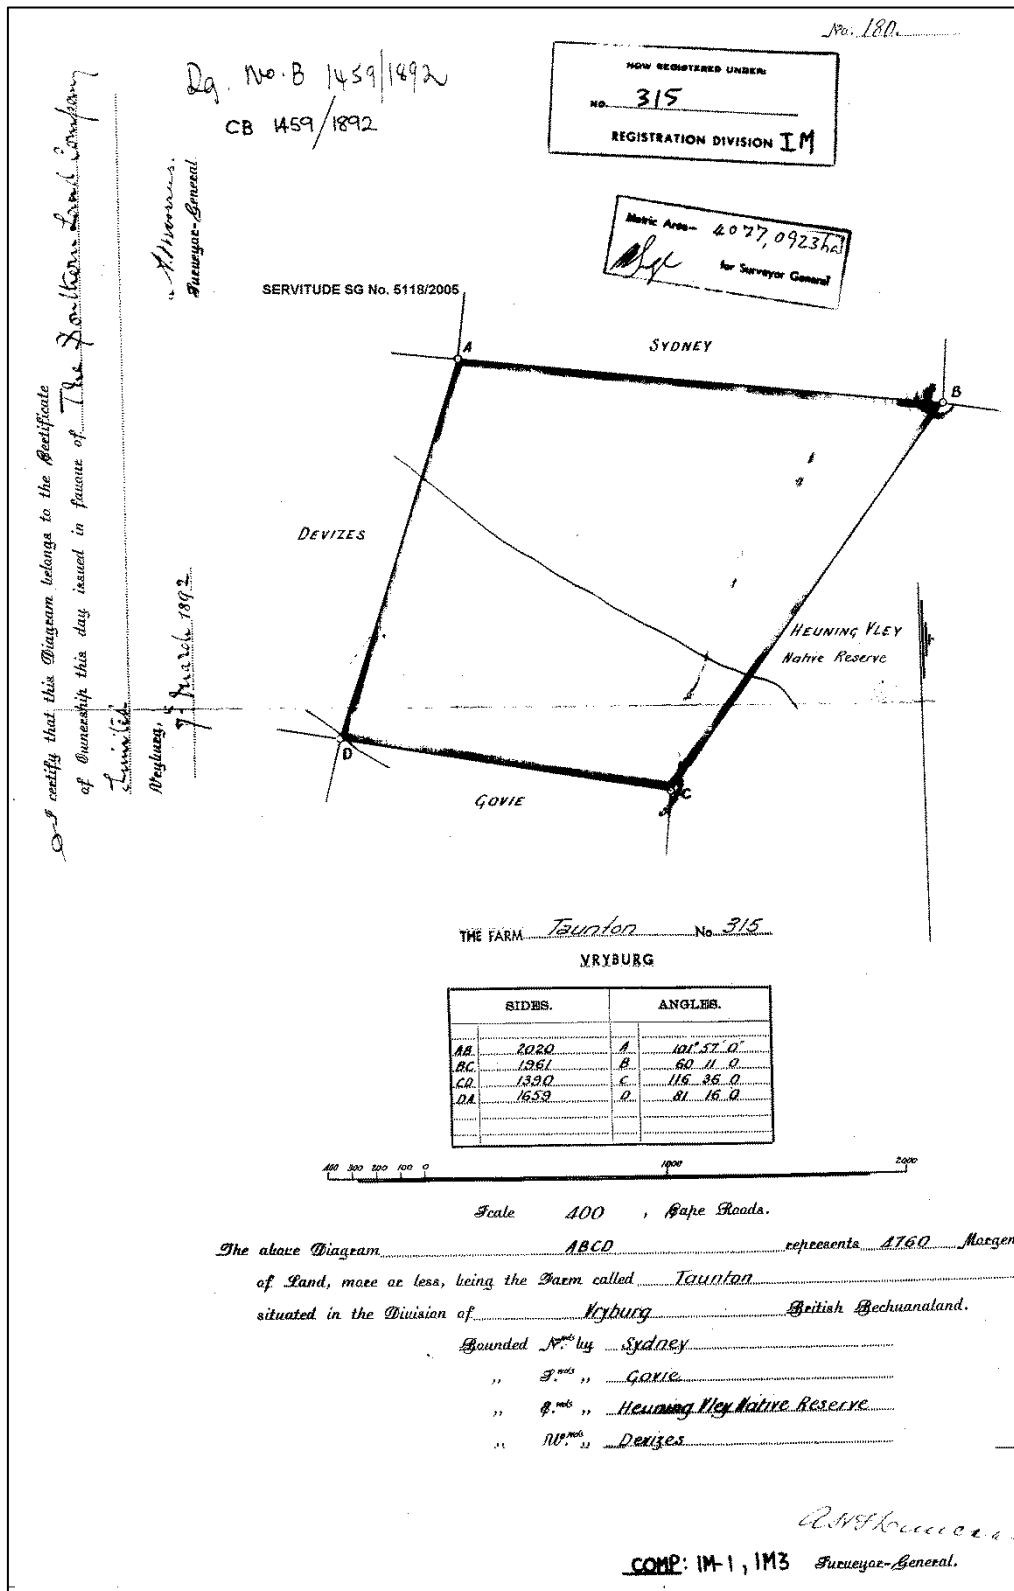 No. 180.
Dg. No. B 1459/1892
CB 1459/1892
NOW REGISTERED UNDER:
NO. 315
REGISTRATION DIVISION IM
Metric Area- 4077,0923ha
for Surveyor General
I certify that this Diagram belongs to the Certificate
of Ownership this day issued in favour of The Southern Land Company
Limited
Vryburg, 7th March 1892
Surveyor-General
SERVITUDE SG No. 5118/2005
A
SYDNEY
B
DEVIZES
HEUNING VLEY
Native Reserve
D
C
GOVIE
THE FARM Taunton No 315
VRYBURG
SIDES. ANGLES.
AB 2020 A 101° 57' 0"
BC 1961 B 60 11 0
CD 1390 C 116 36 0
DA 1659 D 81 16 0
400 300 200 100 0 1000 2000
Scale 400 , Cape Roods.
The above Diagram ABCD represents 4760 Morgen
of Land, more or less, being the Farm called Taunton
situated in the Division of Vryburg British Bechuanaland.
Bounded N.wds by Sydney
,, S.wds ,, Govie
,, E.wds ,, Heuning Vley Native Reserve
,, W.wds ,, Devizes
COMP: IM-1, IM3 Surveyor-General.